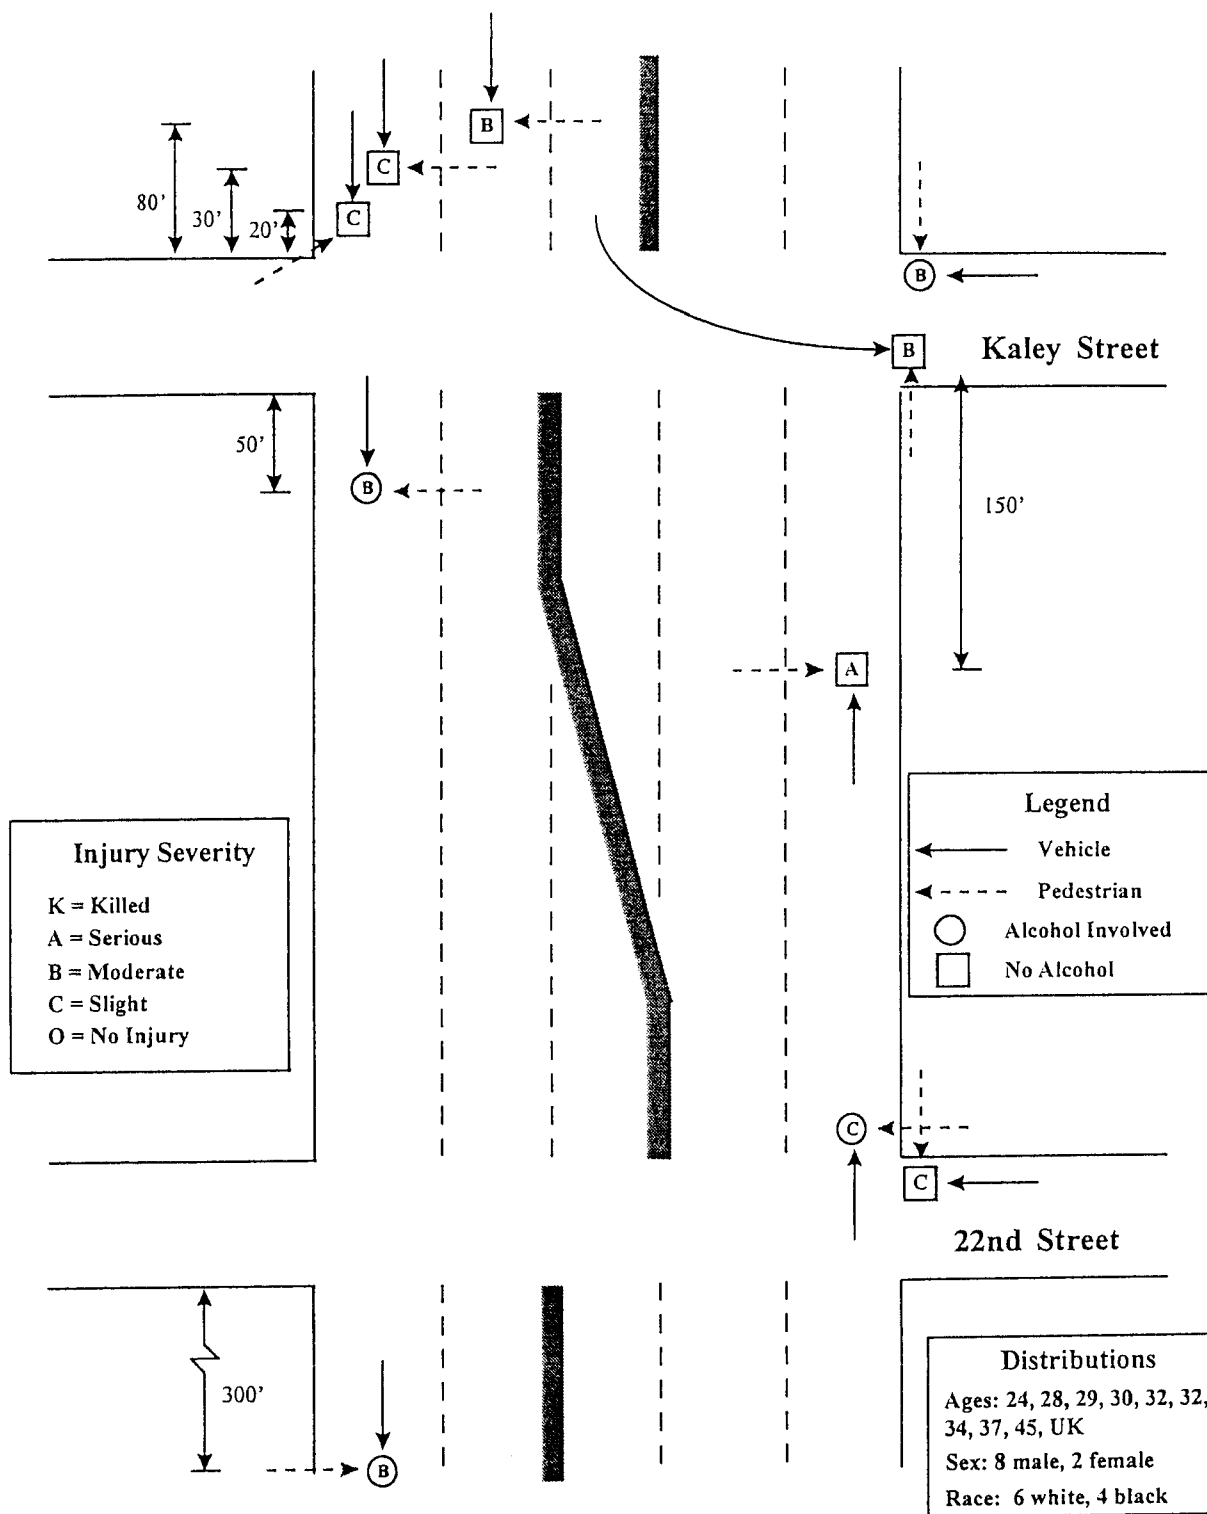 B
C
80'
30'
20'
C
B
B
Kaley Street
50'
B
150'
A
Legend
Vehicle
Pedestrian
Alcohol Involved
No Alcohol
Injury Severity
K = Killed
A = Serious
B = Moderate
C = Slight
O = No Injury
C
C
22nd Street
300'
B
Distributions
Ages: 24, 28, 29, 30, 32, 32,
34, 37, 45, UK
Sex: 8 male, 2 female
Race: 6 white, 4 black